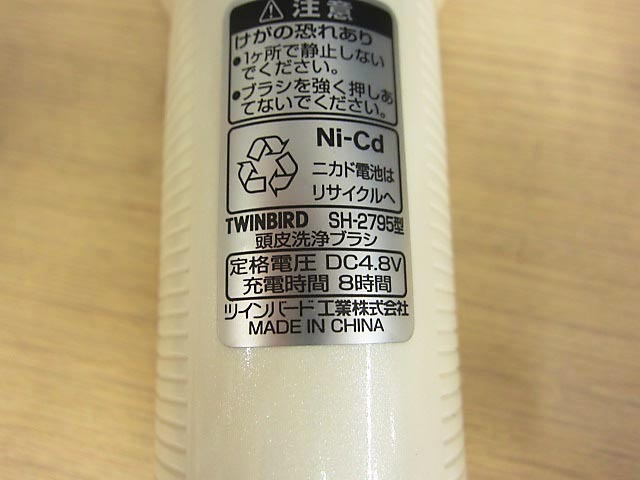 注意
けがの恐れあり
•1ヶ所で静止しない
でください。
•ブラシを強く押しあ
てないでください。
Ni-Cd
ニカド電池は
リサイクルへ
TWINBIRD SH-2795型
頭皮洗浄ブラシ
定格電圧 DC4.8V
充電時間 8時間
ツインバード工業株式会社
MADE IN CHINA